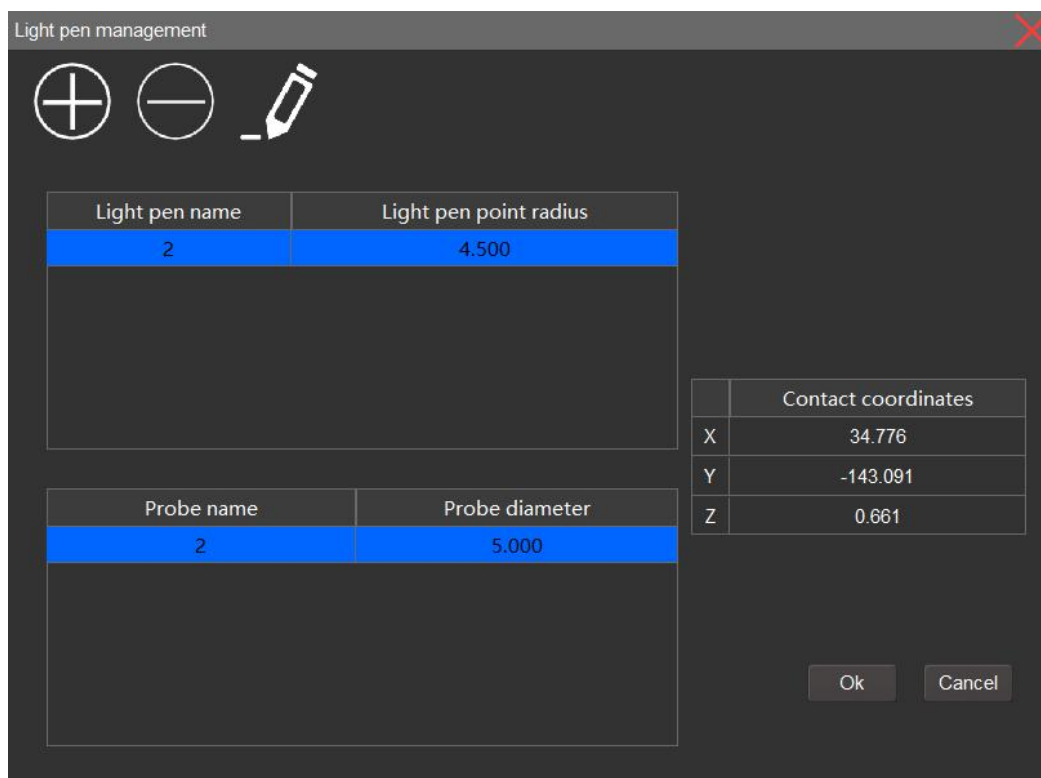 Light pen management
Light pen name Light pen point radius
2 4.500
Contact coordinates
X 34.776
Y -143.091
Z 0.661
Probe name Probe diameter
2 5.000
Ok Cancel